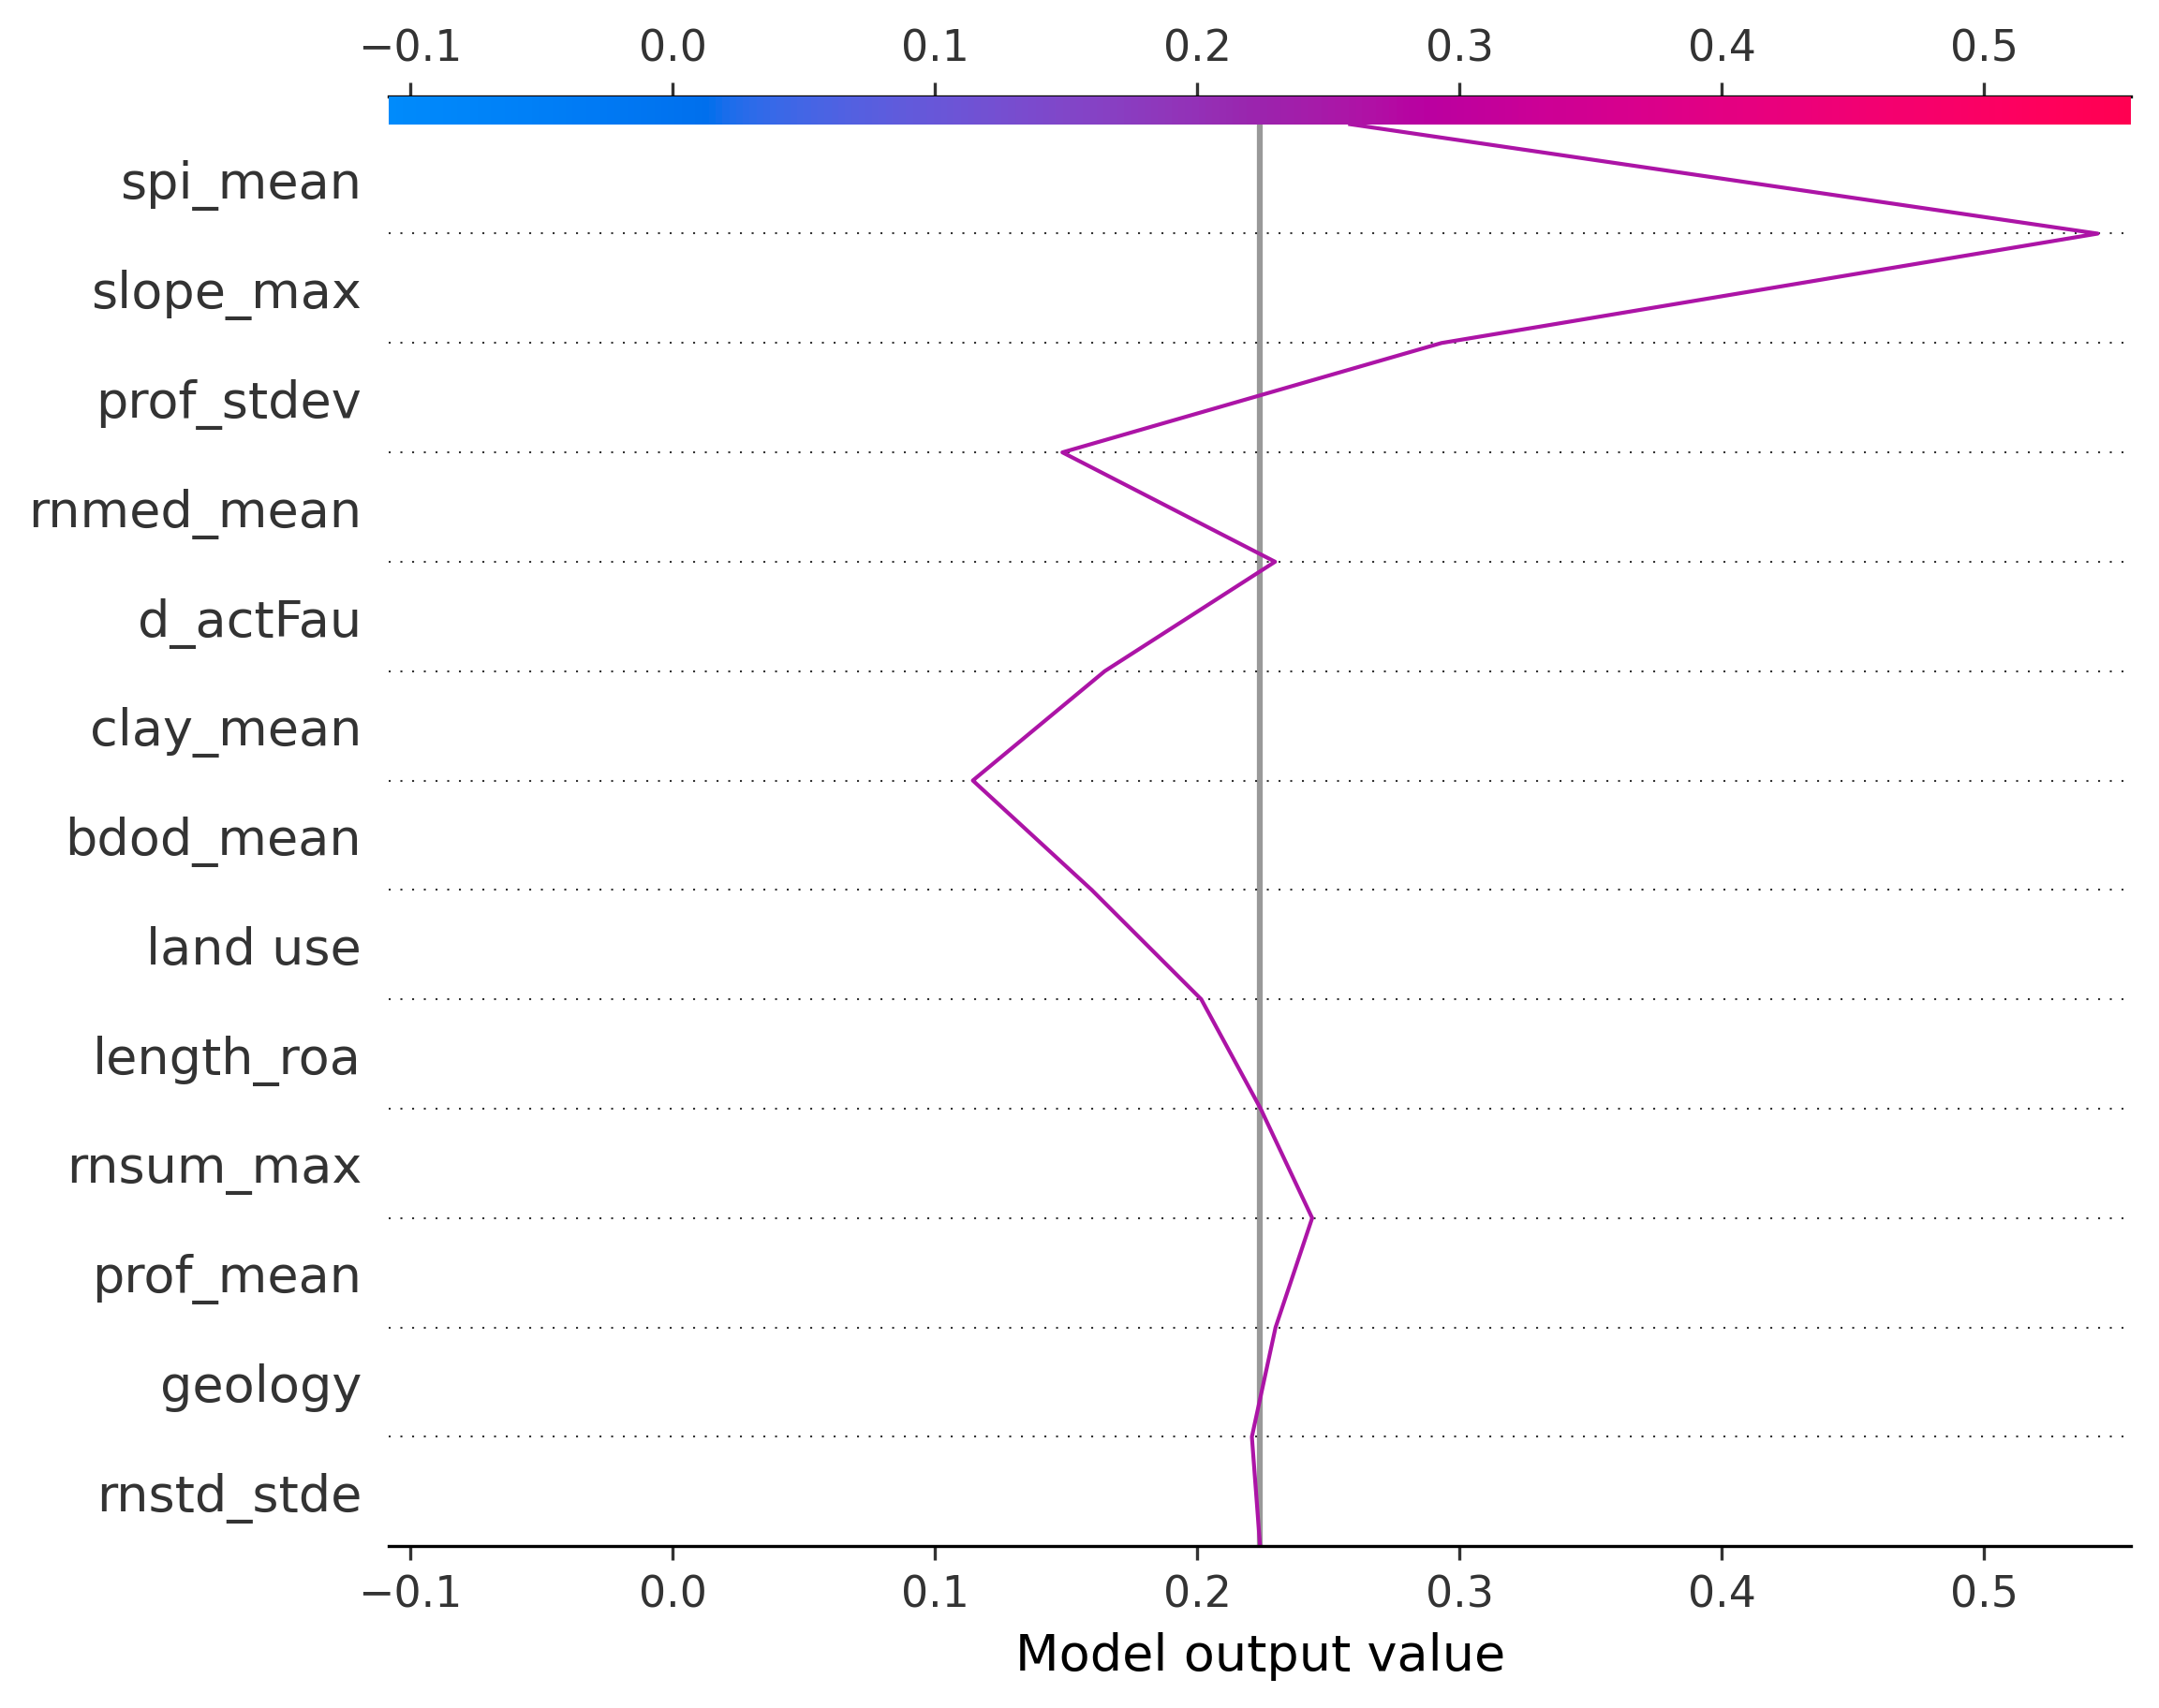 −0.1 0.0 0.1 0.2 0.3 0.4 0.5
spi_mean
slope_max
prof_stdev
rnmed_mean
d_actFau
clay_mean
bdod_mean
land use
length_roa
rnsum_max
prof_mean
geology
rnstd_stde
−0.1 0.0 0.1 0.2 0.3 0.4 0.5
Model output value